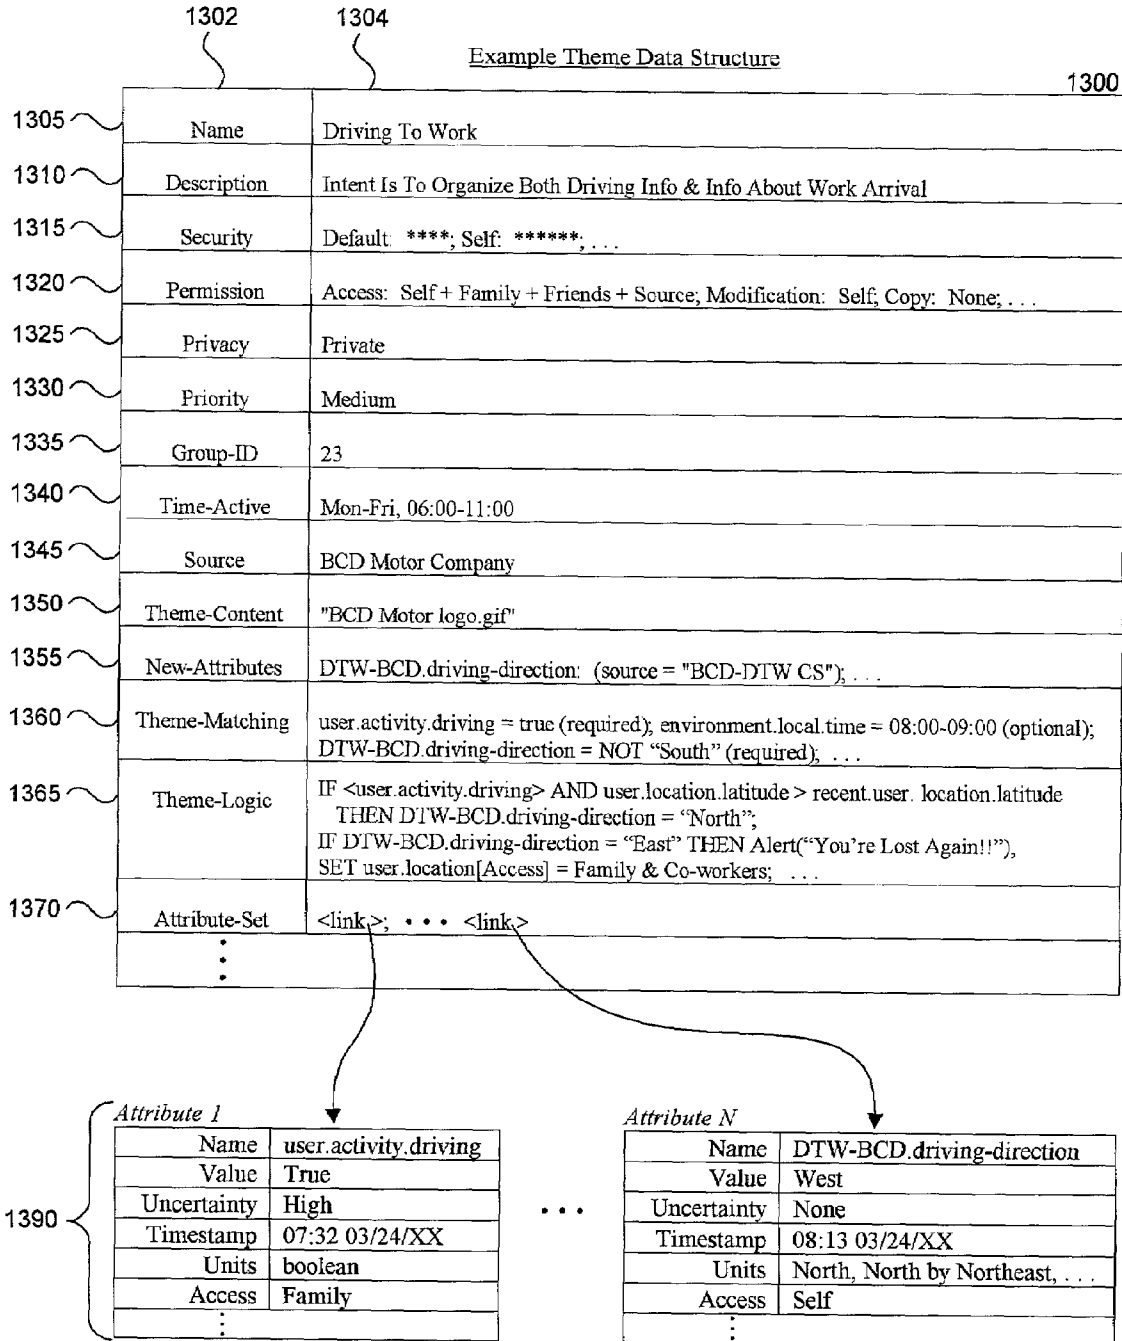 1302 1304
Example Theme Data Structure
1300
1305 Name Driving To Work
1310 Description Intent Is To Organize Both Driving Info & Info About Work Arrival
1315 Security Default: ****; Self: ******; . . .
1320 Permission Access: Self + Family + Friends + Source; Modification: Self; Copy: None; . . .
1325 Privacy Private
1330 Priority Medium
1335 Group-ID 23
1340 Time-Active Mon-Fri, 06:00-11:00
1345 Source BCD Motor Company
1350 Theme-Content "BCD Motor logo.gif"
1355 New-Attributes DTW-BCD.driving-direction: (source = "BCD-DTW CS"); . . .
1360 Theme-Matching user.activity.driving = true (required); environment.local.time = 08:00-09:00 (optional);
DTW-BCD.driving-direction = NOT “South” (required); . . .
1365 Theme-Logic IF <user.activity.driving> AND user.location.latitude > recent.user. location.latitude
THEN DTW-BCD.driving-direction = “North”;
IF DTW-BCD.driving-direction = “East” THEN Alert(“You’re Lost Again!!”),
SET user.location[Access] = Family & Co-workers; . . .
1370 Attribute-Set <link>; • • • <link>
Attribute 1
Name user.activity.driving
Value True
Uncertainty High
Timestamp 07:32 03/24/XX
Units boolean
Access Family
1390
• • •
Attribute N
Name DTW-BCD.driving-direction
Value West
Uncertainty None
Timestamp 08:13 03/24/XX
Units North, North by Northeast, . . .
Access Self